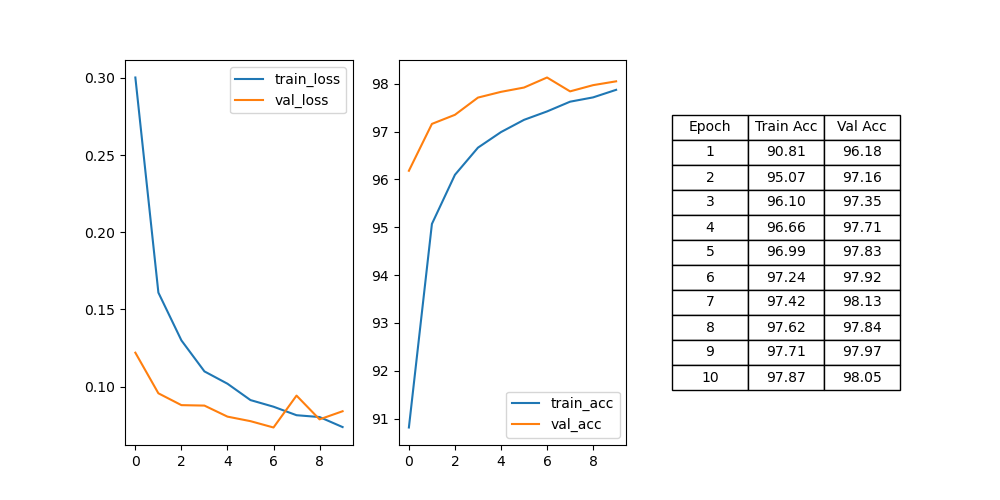 0.30
0.25
0.20
0.15
0.10
0 2 4 6 8
train_loss
val_loss
98
97
96
95
94
93
92
91
0 2 4 6 8
train_acc
val_acc
Epoch Train Acc Val Acc
1 90.81 96.18
2 95.07 97.16
3 96.10 97.35
4 96.66 97.71
5 96.99 97.83
6 97.24 97.92
7 97.42 98.13
8 97.62 97.84
9 97.71 97.97
10 97.87 98.05